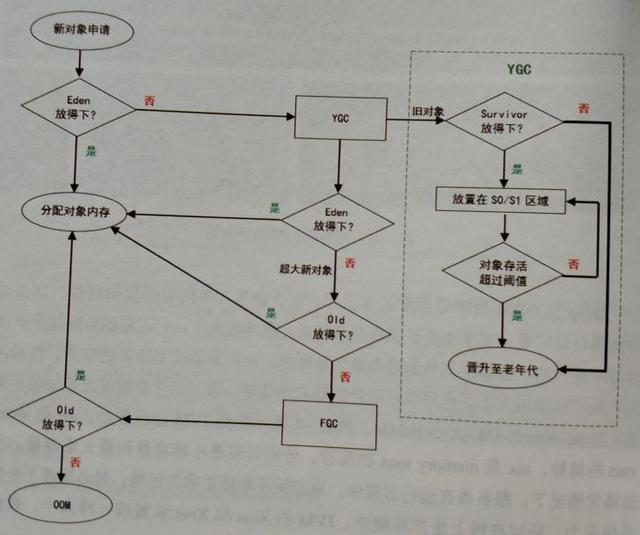 新对象申请
YGC
Eden
放得下?
否
YGC
旧对象
Survivor
放得下?
否
是
是
分配对象内存
是
Eden
放得下?
放置在 S0/S1 区域
超大新对象
否
对象存活
超过阈值
否
是
Old
放得下?
是
否
晋升至老年代
是
Old
放得下?
FGC
否
OOM